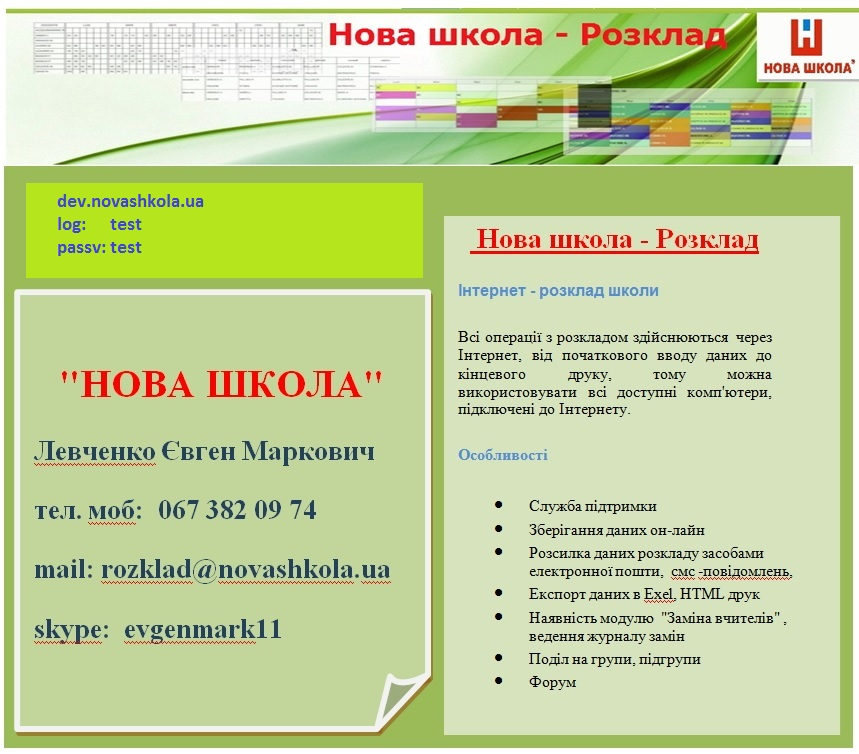 Нова школа - Розклад
НОВА ШКОЛА'
dev.novashkola.ua
log: test
passv: test
"НОВА ШКОЛА"
Левченко Євген Маркович
тел. моб: 067 382 09 74
mail: rozklad@novashkola.ua
skype: evgenmark11
Нова школа - Розклад
Інтернет - розклад школи
Всі операції з розкладом здійснюються через
Інтернет, від початкового вводу даних до
кінцевого друку, тому можна
використовувати всі доступні комп'ютери,
підключені до Інтернету.
Особливості
• Служба підтримки
• Зберігання даних он-лайн
• Розсилка даних розкладу засобами
електронної пошти, смс -повідомлень,
• Експорт даних в Exel, HTML друк
• Наявність модулю "Заміна вчителів" ,
ведення журналу замін
• Поділ на групи, підгрупи
• Форум